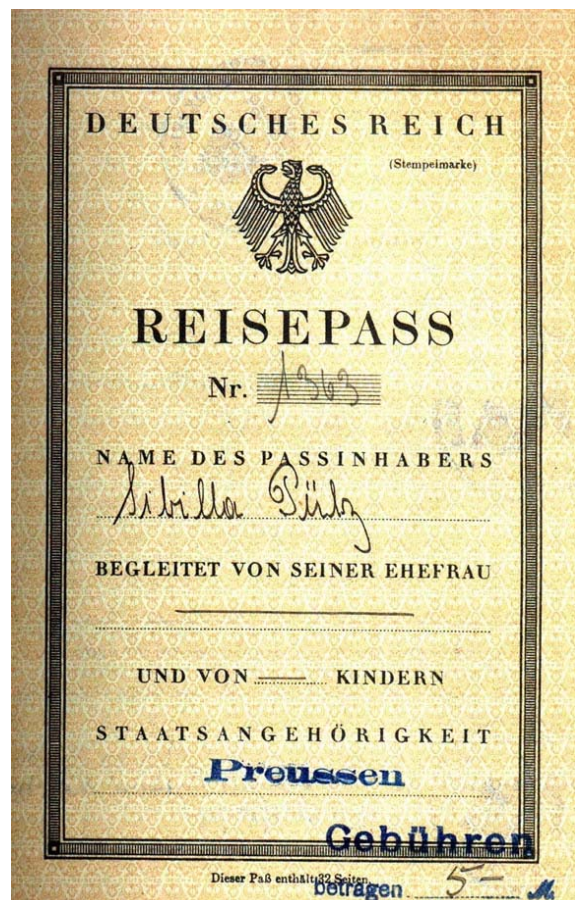 DEUTSCHES REICH
(Stempelmarke)
REISEPASS
Nr. 1363
NAME DES PASSINHABERS
Sibilla Pütz
BEGLEITET VON SEINER EHEFRAU
UND VON KINDERN
STAATSANGEHÖRIGKEIT
Preussen
Gebühren
Dieser Paß enthält 32 Seiten
betragen 5- M.